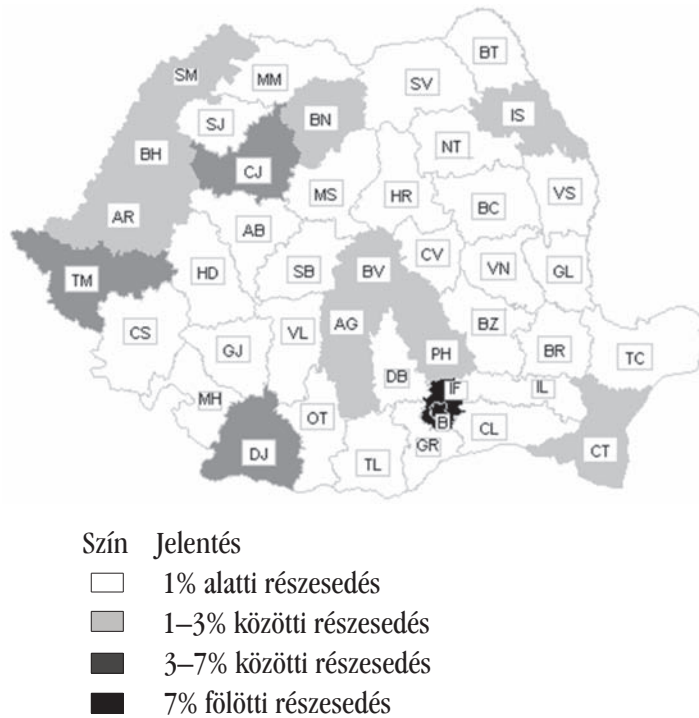 BT
SM
MM
SV
IS
SJ
BN
BH
CJ
NT
MS
HR
BC
VS
AR
AB
TM
HD
SB
BV
CV
VN
GL
CS
GJ
VL
AG
PH
BZ
BR
TC
DB
MH
OT
IF
IL
B
CL
GR
DJ
TL
CT
Szín Jelentés
1% alatti részesedés
1–3% közötti részesedés
3–7% közötti részesedés
7% fölötti részesedés